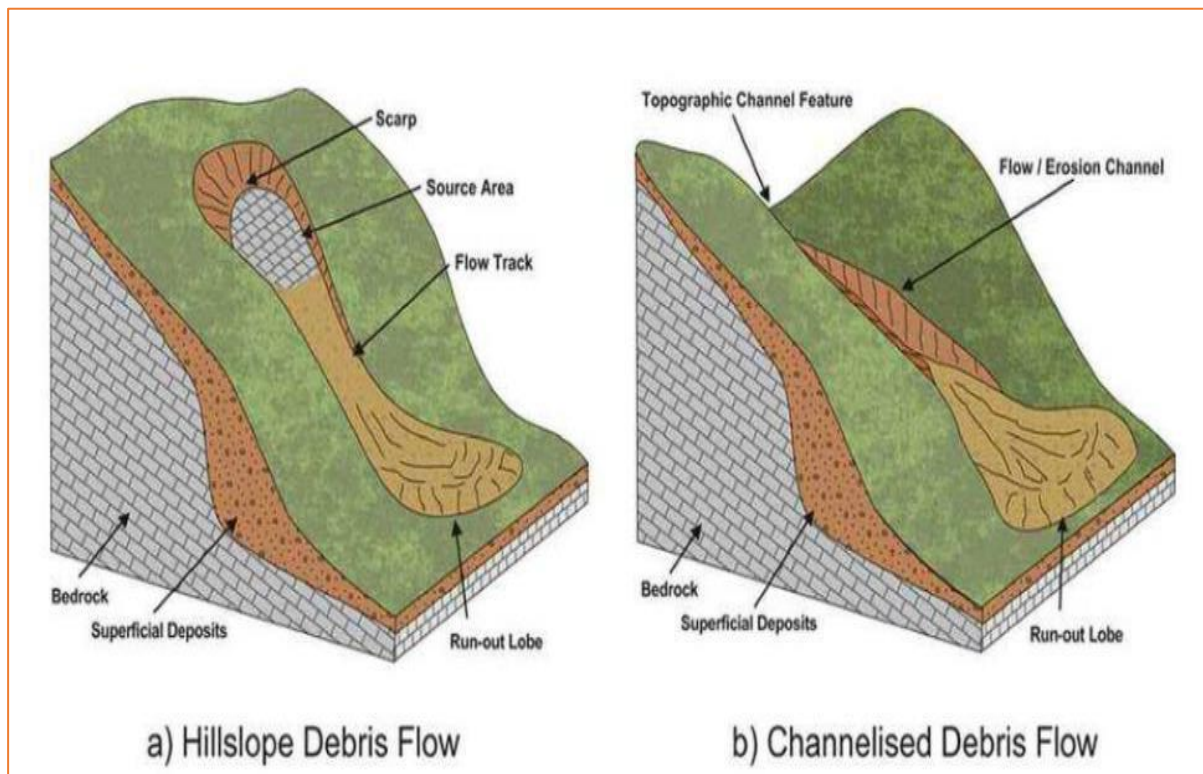 Scarp
Source Area
Flow Track
Bedrock
Superficial Deposits
Run-out Lobe
a) Hillslope Debris Flow
Topographic Channel Feature
Flow / Erosion Channel
Bedrock
Superficial Deposits
Run-out Lobe
b) Channelised Debris Flow